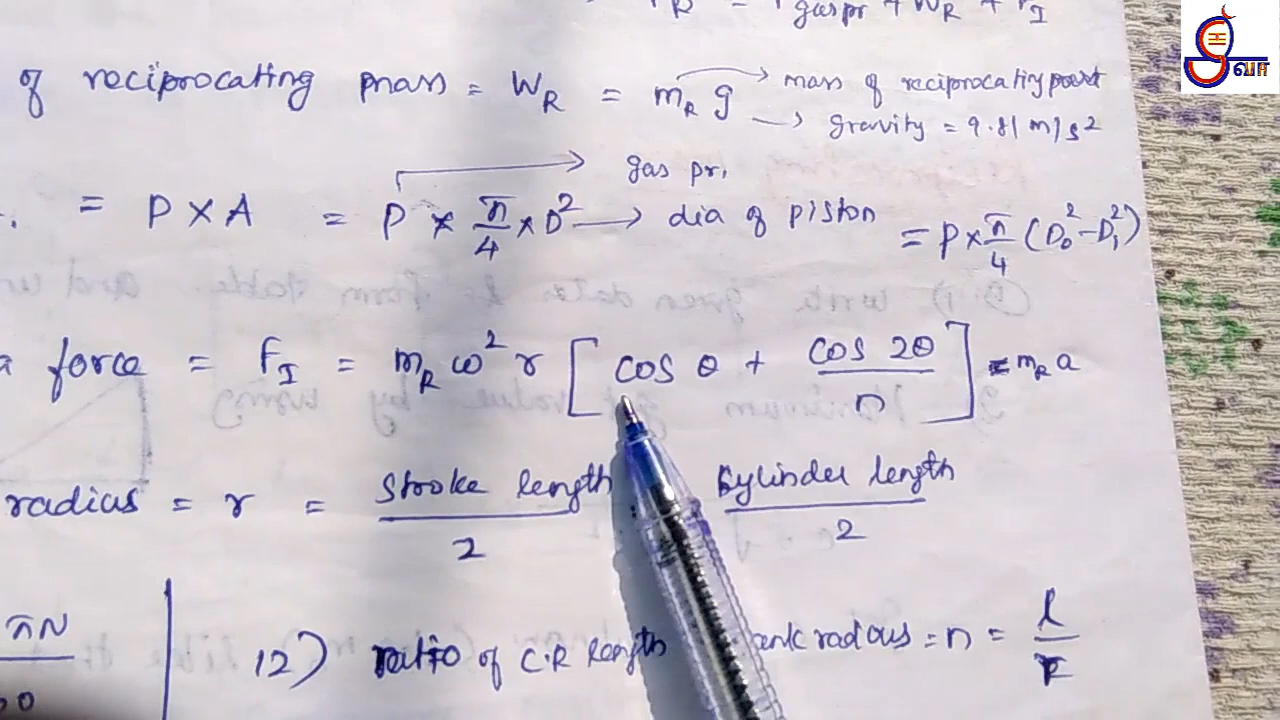 gas pr + W_R + F_I
of reciprocating mass = W_R = m_R g → mass of reciprocating part
→ gravity = 9.81 m/s²
→ gas pr.
= P × A = P × π/4 × D² → dia of piston = P × π/4 (D₀² - D₁²)
force = F_I = m_R ω² r [cos θ + cos 2θ / n] = m_R a
radius = r = stroke length / 2 cylinder length / 2
πN
12) ratio of C.R length radius = n = l / r
வா